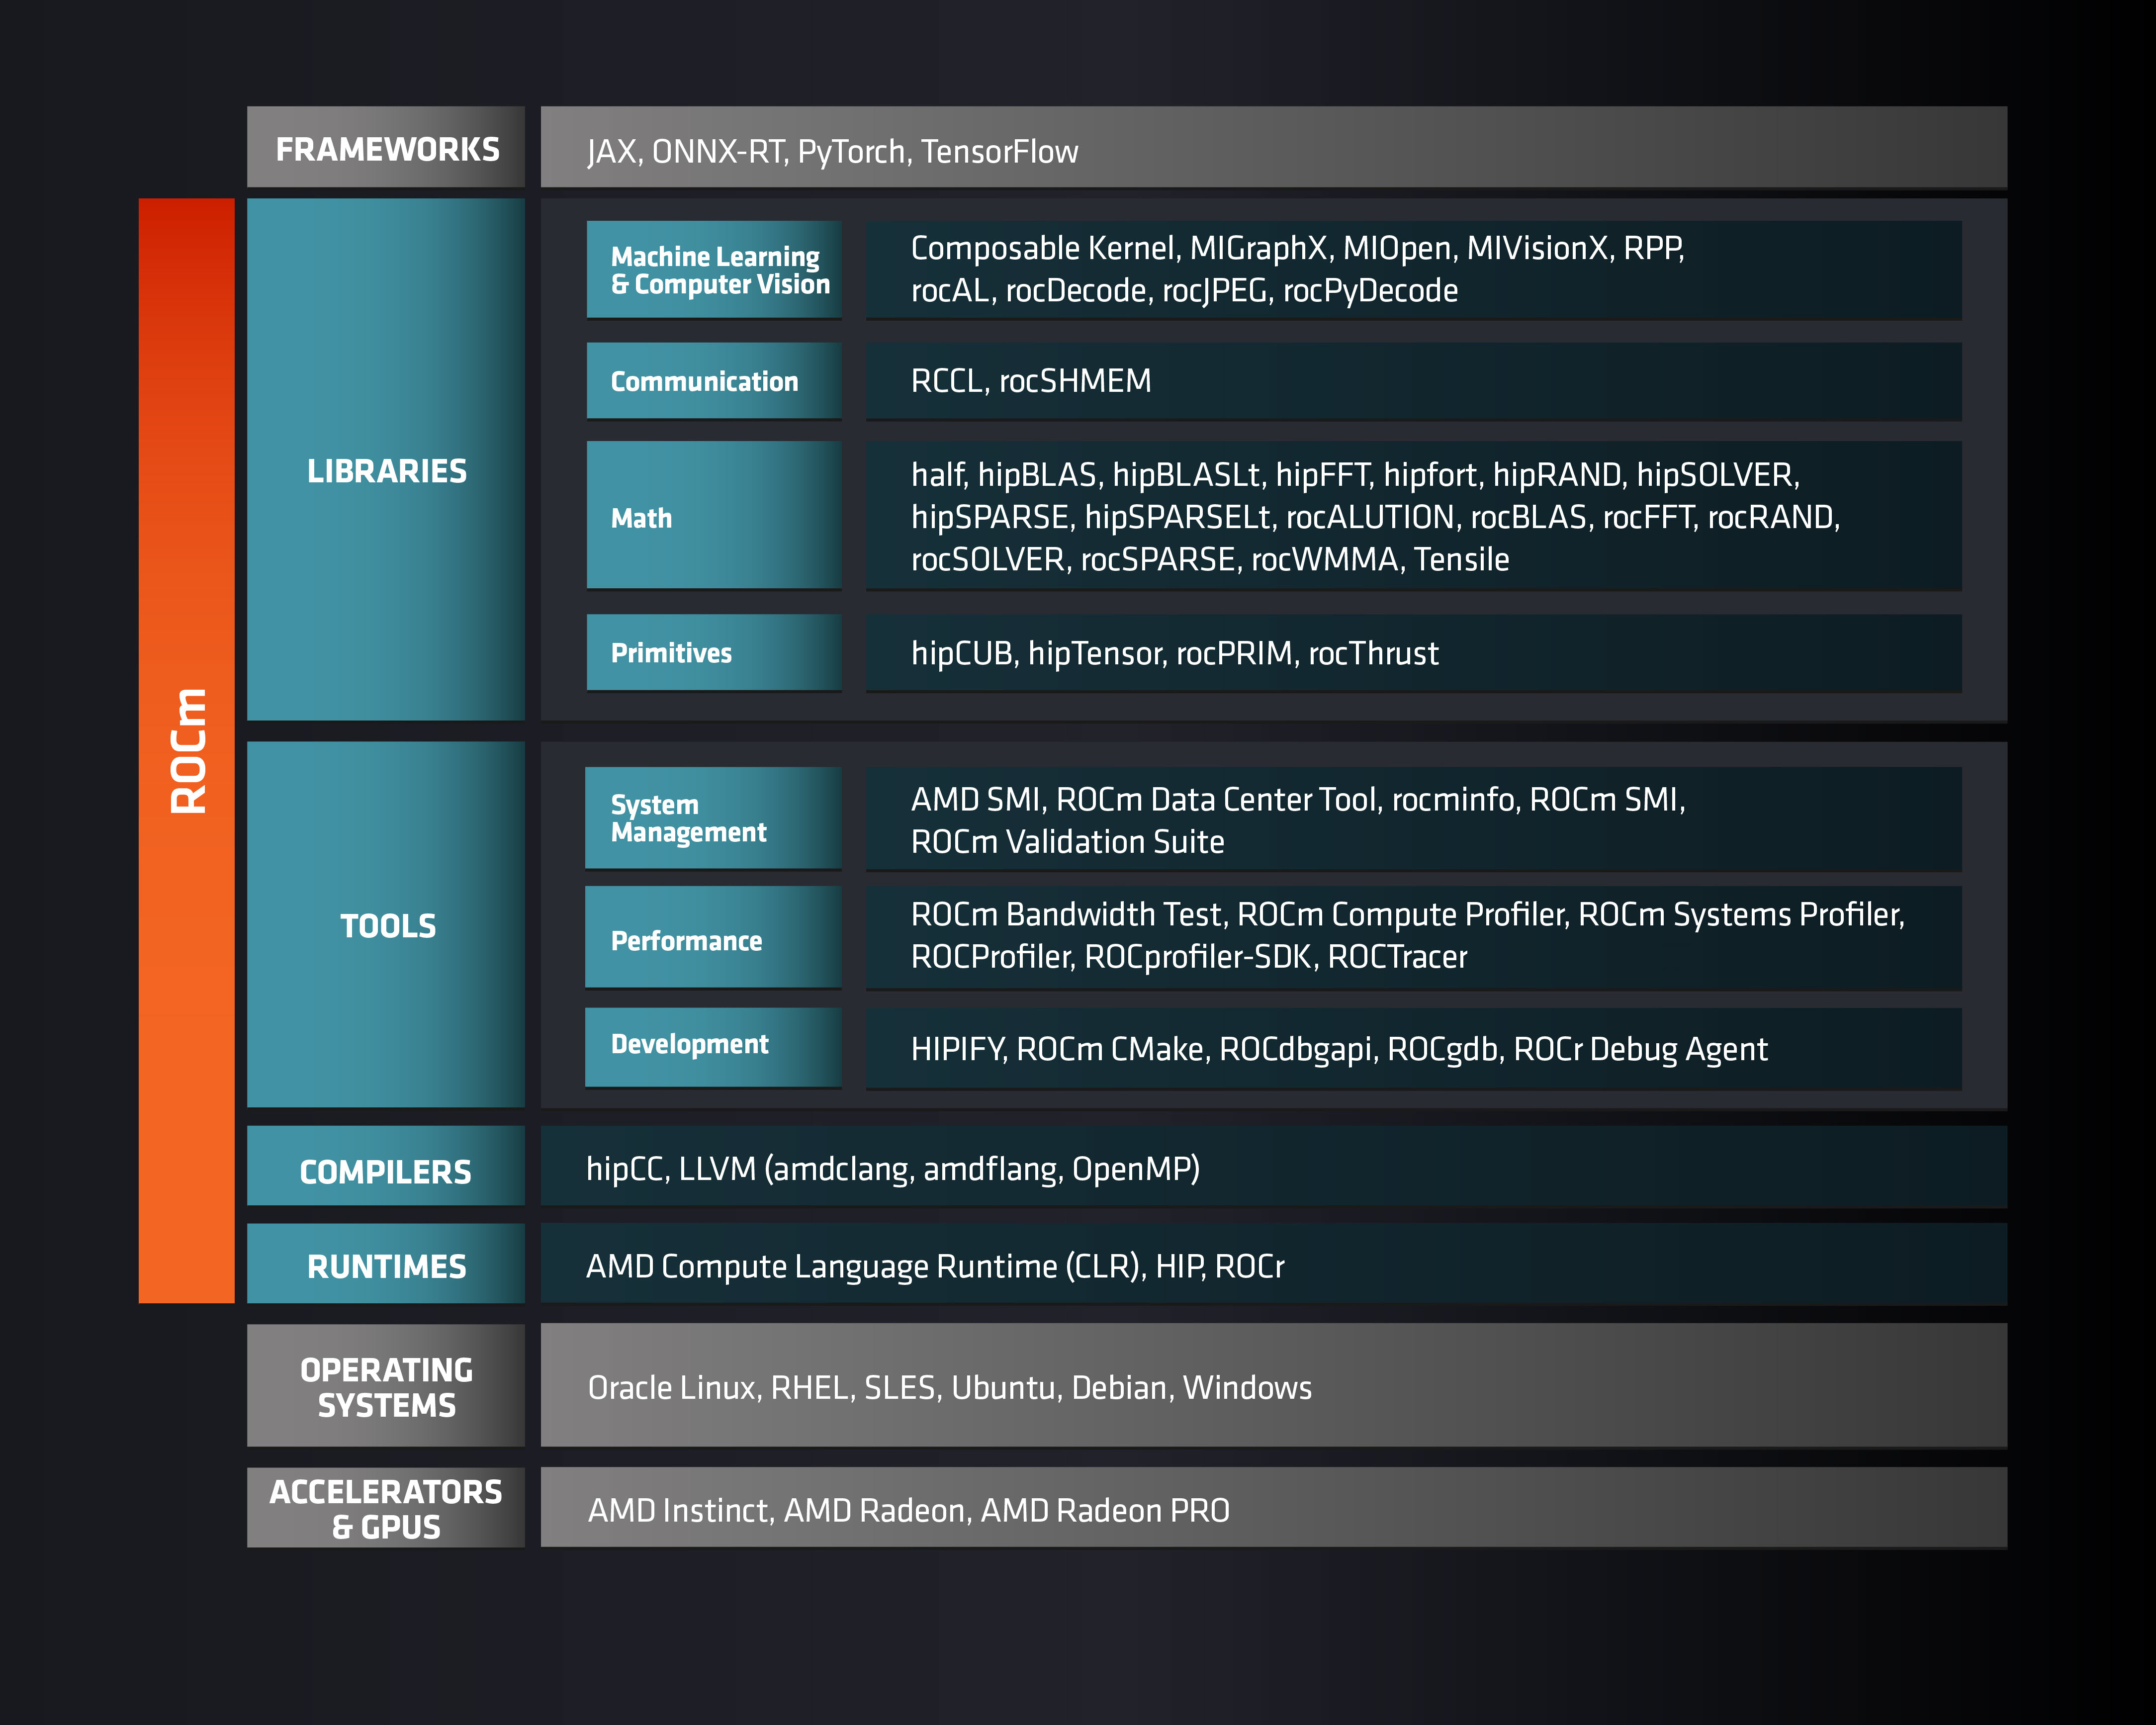 FRAMEWORKS
JAX, ONNX-RT, PyTorch, TensorFlow
ROCm
LIBRARIES
Machine Learning
& Computer Vision
Composable Kernel, MIGraphX, MIOpen, MIVisionX, RPP,
rocAL, rocDecode, rocJPEG, rocPyDecode
Communication
RCCL, rocSHMEM
Math
half, hipBLAS, hipBLASLt, hipFFT, hipfort, hipRAND, hipSOLVER,
hipSPARSE, hipSPARSELt, rocALUTION, rocBLAS, rocFFT, rocRAND,
rocSOLVER, rocSPARSE, rocWMMA, Tensile
Primitives
hipCUB, hipTensor, rocPRIM, rocThrust
TOOLS
System
Management
AMD SMI, ROCm Data Center Tool, rocminfo, ROCm SMI,
ROCm Validation Suite
Performance
ROCm Bandwidth Test, ROCm Compute Profiler, ROCm Systems Profiler,
ROCProfiler, ROCprofiler-SDK, ROCTracer
Development
HIPIFY, ROCm CMake, ROCdbgapi, ROCgdb, ROCr Debug Agent
COMPILERS
hipCC, LLVM (amdclang, amdflang, OpenMP)
RUNTIMES
AMD Compute Language Runtime (CLR), HIP, ROCr
OPERATING
SYSTEMS
Oracle Linux, RHEL, SLES, Ubuntu, Debian, Windows
ACCELERATORS
& GPUS
AMD Instinct, AMD Radeon, AMD Radeon PRO